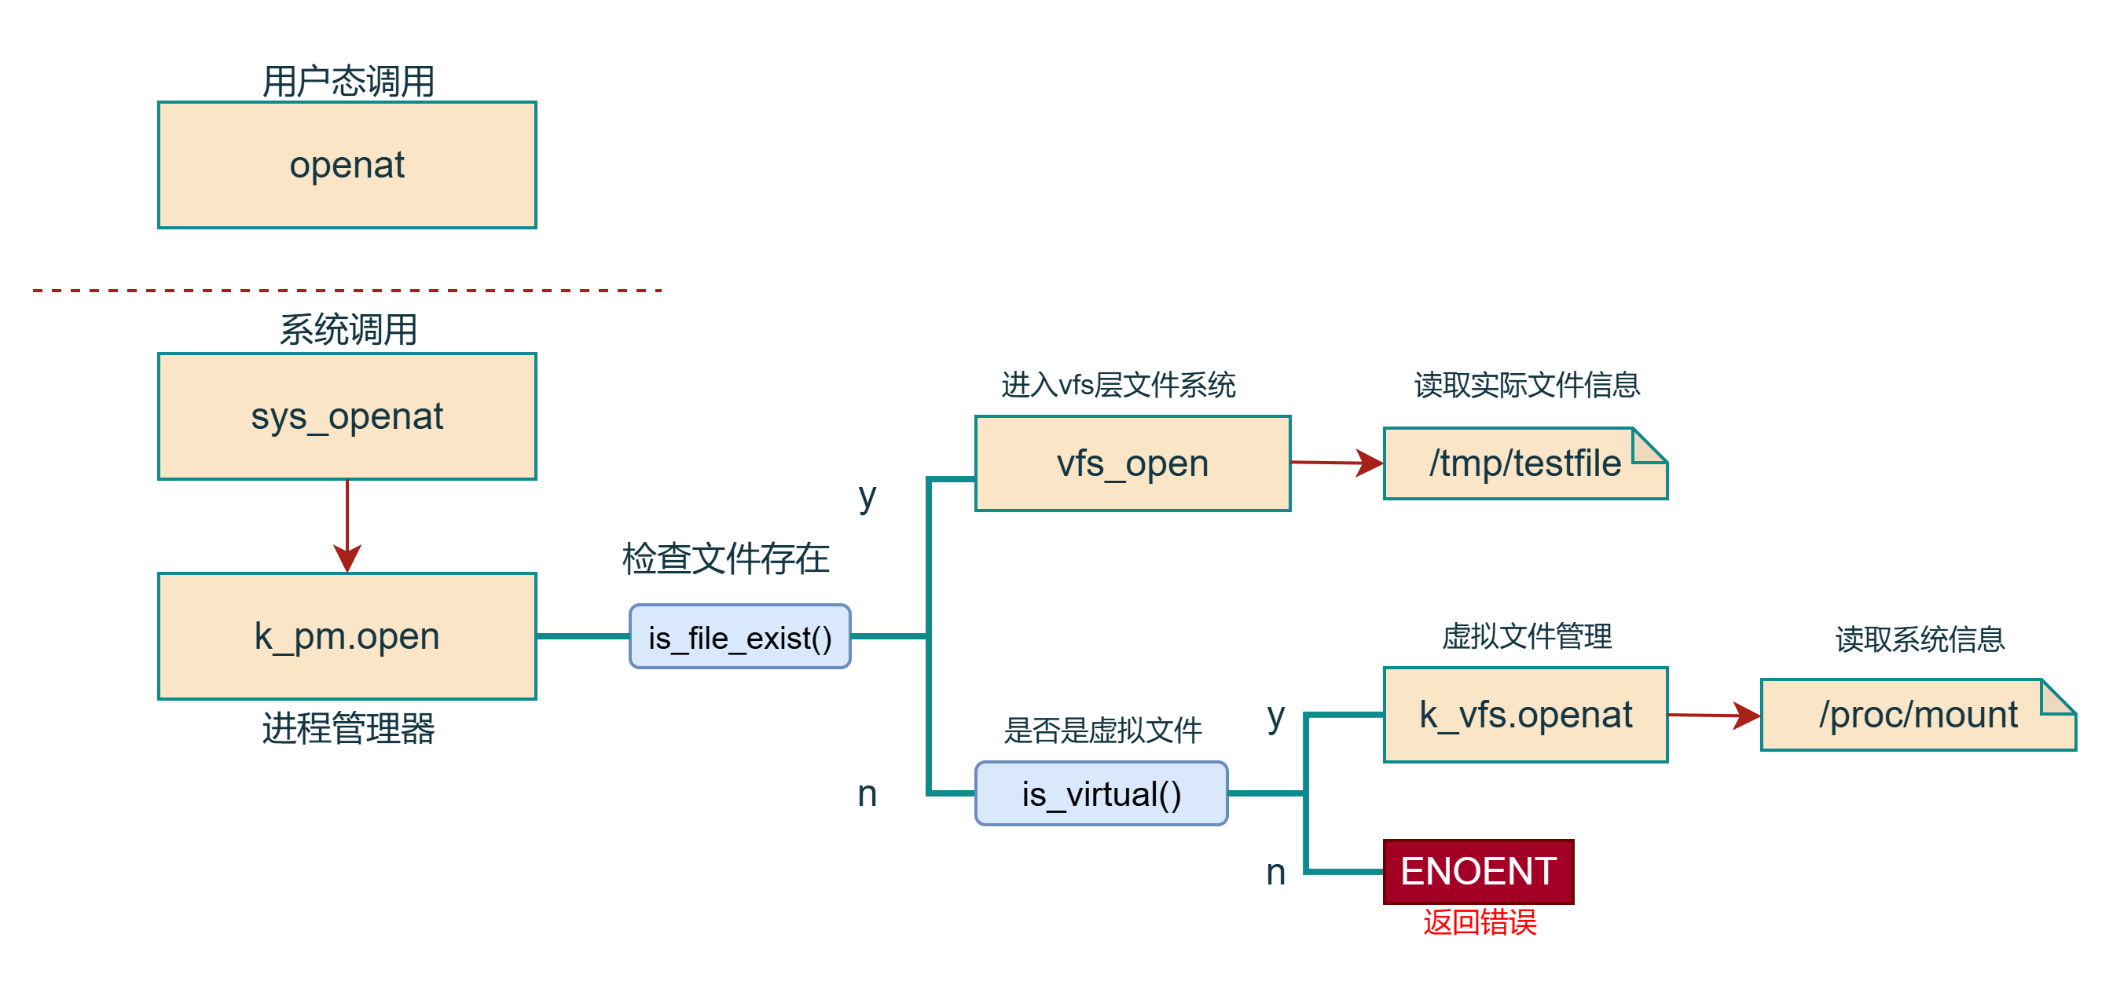 用户态调用
openat
系统调用
sys_openat
k_pm.open
进程管理器
检查文件存在
is_file_exist()
y
n
进入vfs层文件系统
vfs_open
读取实际文件信息
/tmp/testfile
是否是虚拟文件
is_virtual()
y
n
虚拟文件管理
k_vfs.openat
读取系统信息
/proc/mount
ENOENT
返回错误